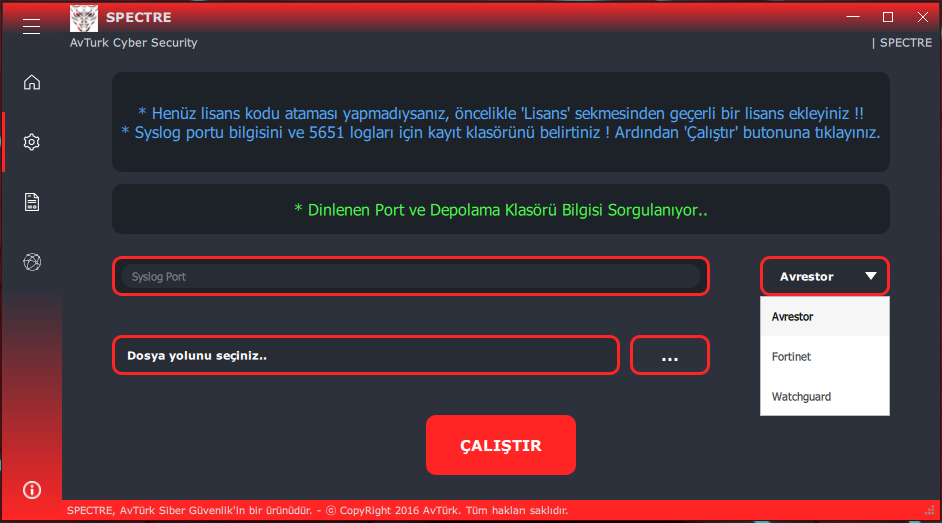 SPECTRE
AvTurk Cyber Security
| SPECTRE
* Henüz lisans kodu ataması yapmadıysanız, öncelikle 'Lisans' sekmesinden geçerli bir lisans ekleyiniz !!
* Syslog portu bilgisini ve 5651 logları için kayıt klasörünü belirtiniz ! Ardından 'Çalıştır' butonuna tıklayınız.
* Dinlenen Port ve Depolama Klasörü Bilgisi Sorgulanıyor..
Syslog Port
Avrestor
Avrestor
Fortinet
Watchguard
Dosya yolunu seçiniz..
...
ÇALIŞTIR
SPECTRE, AvTürk Siber Güvenlik'in bir ürünüdür. - ⓒ CopyRight 2016 AvTürk. Tüm hakları saklıdır.